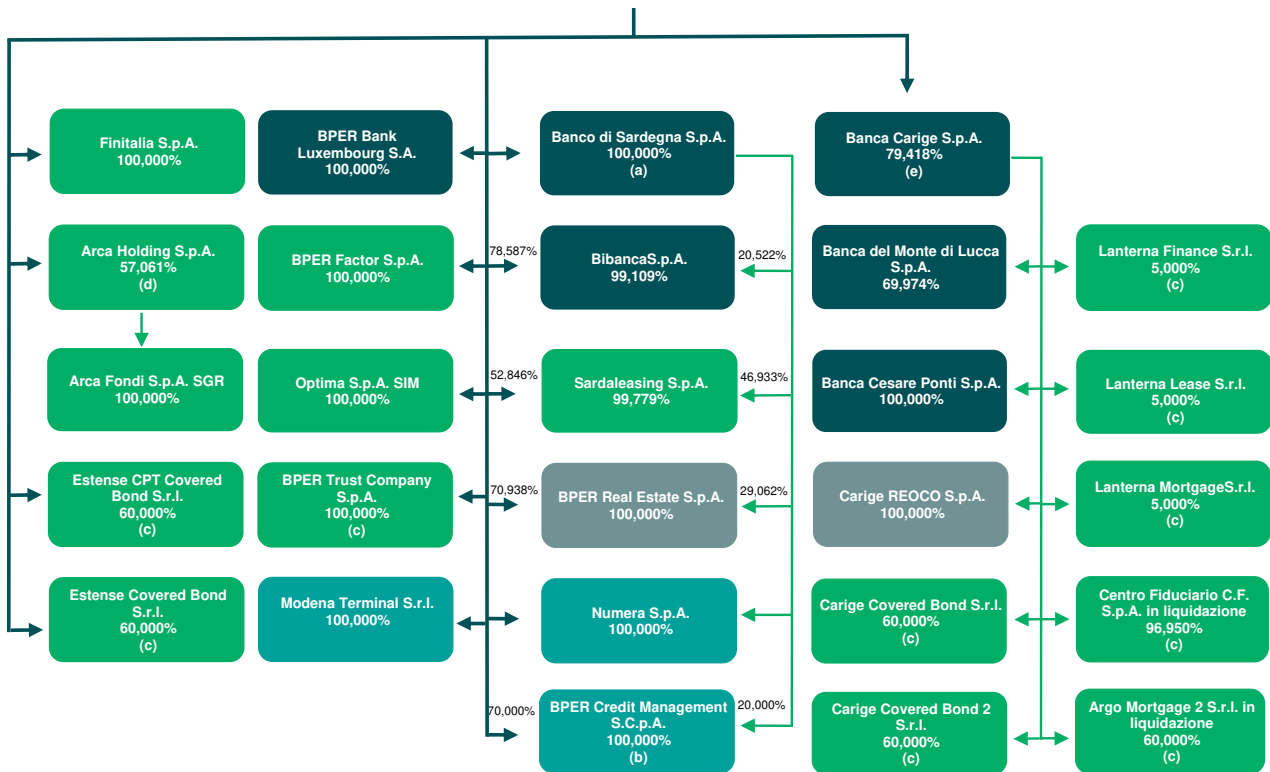 Finitalia S.p.A.
100,000%
BPER Bank
Luxembourg S.A.
100,000%
Banco di Sardegna S.p.A.
100,000%
(a)
Banca Carige S.p.A.
79,418%
(e)
Arca Holding S.p.A.
57,061%
(d)
BPER Factor S.p.A.
100,000%
78,587%
BibancaS.p.A.
99,109%
20,522%
Banca del Monte di Lucca
S.p.A.
69,974%
Lanterna Finance S.r.l.
5,000%
(c)
Arca Fondi S.p.A. SGR
100,000%
Optima S.p.A. SIM
100,000%
52,846%
Sardaleasing S.p.A.
99,779%
46,933%
Banca Cesare Ponti S.p.A.
100,000%
Lanterna Lease S.r.l.
5,000%
(c)
Estense CPT Covered
Bond S.r.l.
60,000%
(c)
BPER Trust Company
S.p.A.
100,000%
(c)
70,938%
BPER Real Estate S.p.A.
100,000%
29,062%
Carige REOCO S.p.A.
100,000%
Lanterna MortgageS.r.l.
5,000%
(c)
Estense Covered Bond
S.r.l.
60,000%
(c)
Modena Terminal S.r.l.
100,000%
Numera S.p.A.
100,000%
Carige Covered Bond S.r.l.
60,000%
(c)
Centro Fiduciario C.F.
S.p.A. in liquidazione
96,950%
(c)
70,000%
BPER Credit Management
S.C.p.A.
100,000%
(b)
20,000%
Carige Covered Bond 2
S.r.l.
60,000%
(c)
Argo Mortgage 2 S.r.l. in
liquidazione
60,000%
(c)